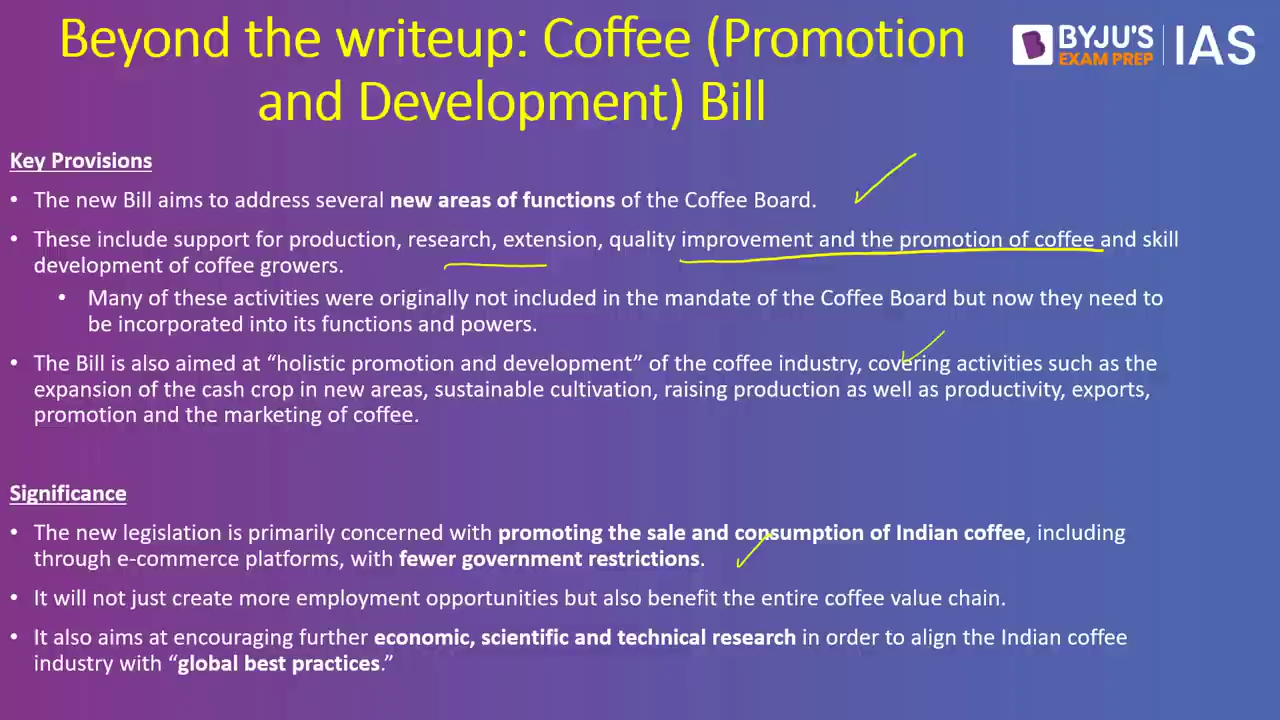 Beyond the writeup: Coffee (Promotion
and Development) Bill
BYJU'S
EXAM PREP
IAS
Key Provisions
• The new Bill aims to address several new areas of functions of the Coffee Board.
• These include support for production, research, extension, quality improvement and the promotion of coffee and skill
development of coffee growers.
• Many of these activities were originally not included in the mandate of the Coffee Board but now they need to
be incorporated into its functions and powers.
• The Bill is also aimed at “holistic promotion and development” of the coffee industry, covering activities such as the
expansion of the cash crop in new areas, sustainable cultivation, raising production as well as productivity, exports,
promotion and the marketing of coffee.
Significance
• The new legislation is primarily concerned with promoting the sale and consumption of Indian coffee, including
through e-commerce platforms, with fewer government restrictions.
• It will not just create more employment opportunities but also benefit the entire coffee value chain.
• It also aims at encouraging further economic, scientific and technical research in order to align the Indian coffee
industry with “global best practices.”